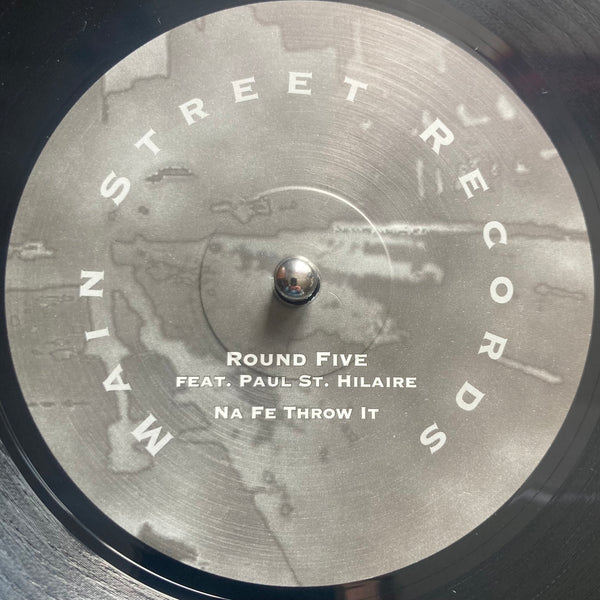 MAIN STREET RECORDS
ROUND FIVE
FEAT. PAUL ST. HILAIRE
NA FE THROW IT